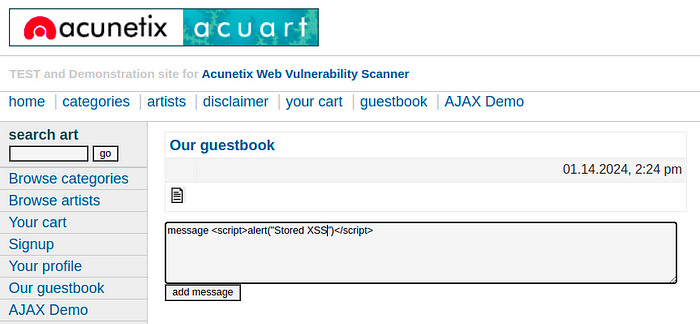 acunetix acuart
TEST and Demonstration site for Acunetix Web Vulnerability Scanner
home categories artists disclaimer your cart guestbook AJAX Demo
search art
go
Browse categories
Browse artists
Your cart
Signup
Your profile
Our guestbook
AJAX Demo
Our guestbook
01.14.2024, 2:24 pm
message <script>alert("Stored XSS")</script>
add message